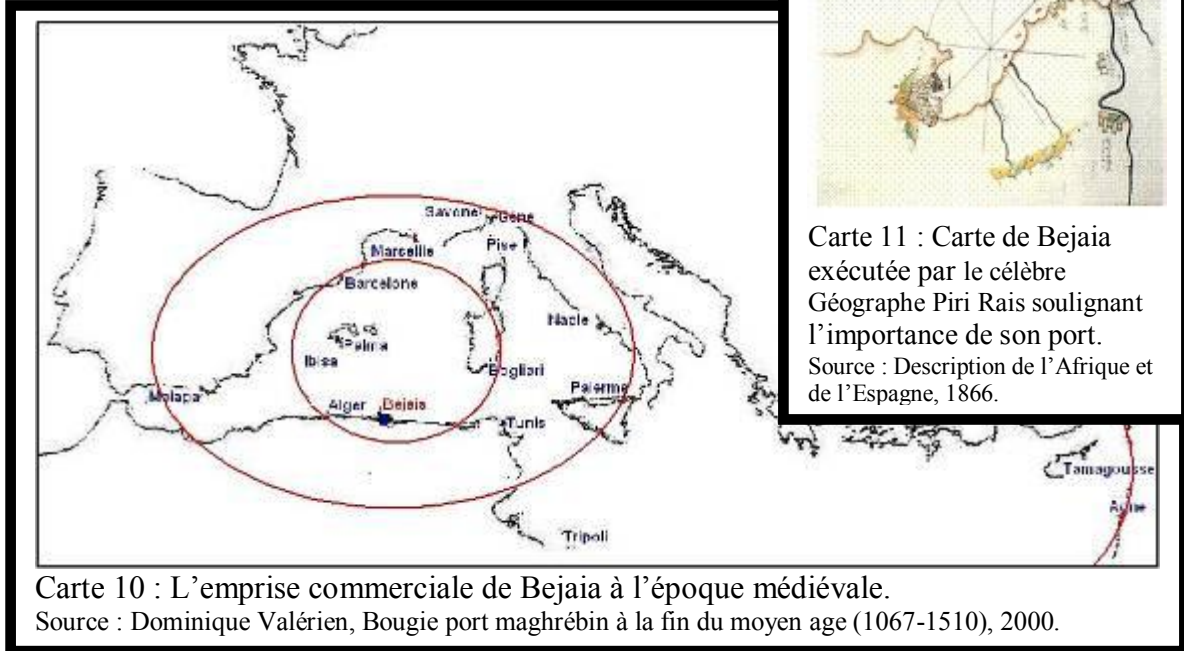 Savone
Gêne
Marseille
Pise
Barcelone
Palma
Ibisa
Nacle
Bogliari
Palerme
Malaga
Alger
Bejaia
Tunis
Tripoli
Tamagousse
Carte 11 : Carte de Bejaia
exécutée par le célèbre
Géographe Piri Rais soulignant
l’importance de son port.
Source : Description de l’Afrique et
de l’Espagne, 1866.
Carte 10 : L’emprise commerciale de Bejaia à l’époque médiévale.
Source : Dominique Valérien, Bougie port maghrébin à la fin du moyen age (1067-1510), 2000.